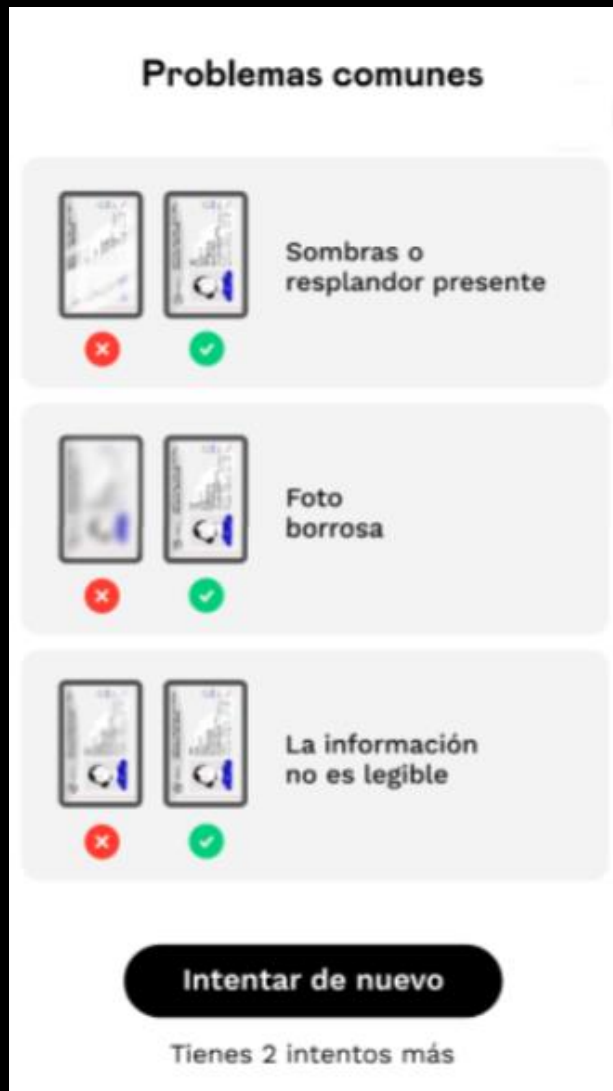 Problemas comunes
Sombras o
resplandor presente
Foto
borrosa
La información
no es legible
Intentar de nuevo
Tienes 2 intentos más